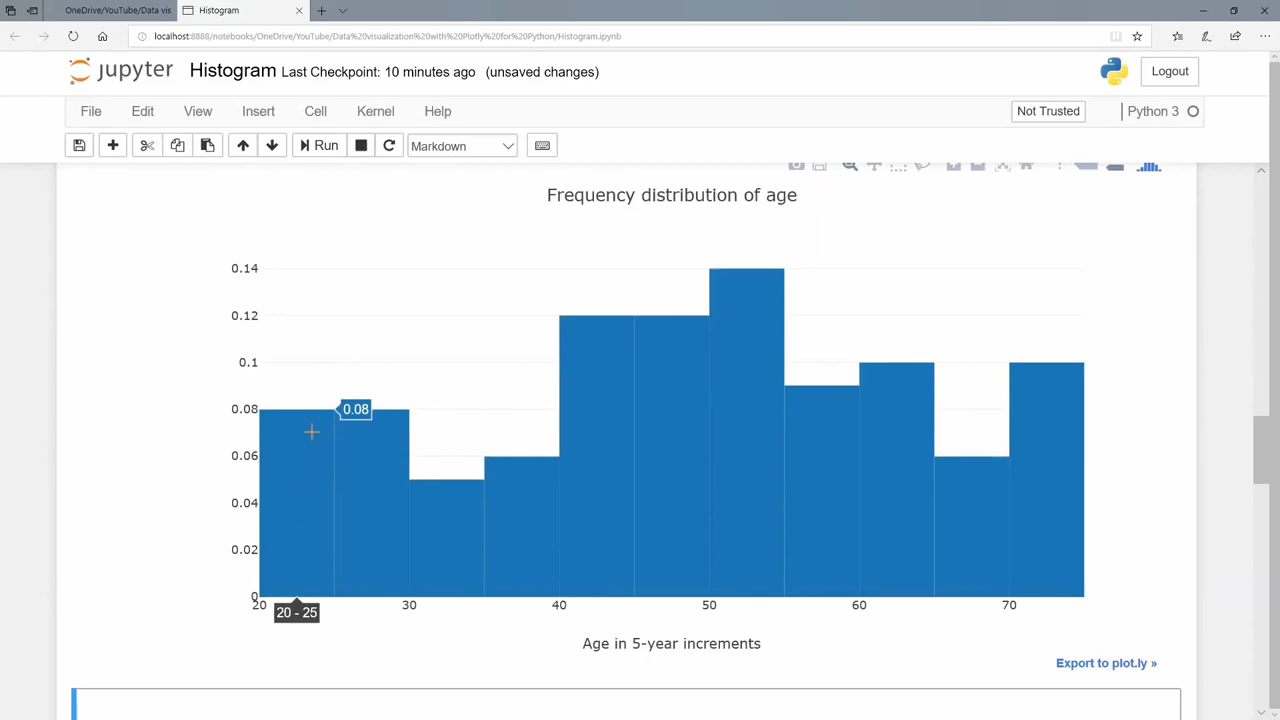 OneDrive/YouTube/Data vis
Histogram
localhost:8888/notebooks/OneDrive/YouTube/Data%20visualization%20with%20Plotly%20for%20Python/Histogram.ipynb
jupyter
Histogram Last Checkpoint: 10 minutes ago (unsaved changes)
Logout
File Edit View Insert Cell Kernel Help
Not Trusted
Python 3
Run
Markdown
Frequency distribution of age
0.14
0.12
0.1
0.08
0.08
0.06
0.04
0.02
0
20 30 40 50 60 70
20 - 25
Age in 5-year increments
Export to plot.ly »